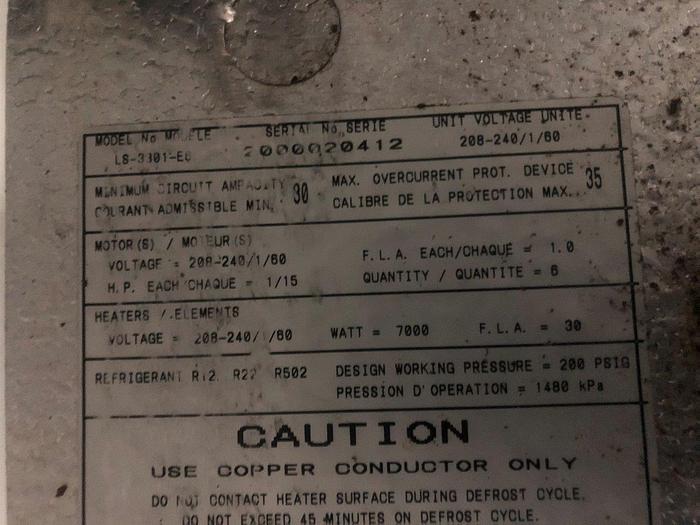 MODEL No MODELE SERIAL No. SERIE UNIT VOLTAGE UNITE
000020412 208-240/1/60
MINIMUM CIRCUIT AMPACITY 30 MAX. OVERCURRENT PROT. DEVICE 35
COURANT ADMISSIBLE MIN. CALIBRE DE LA PROTECTION MAX.
MOTOR(S) / MOTEUR(S)
VOLTAGE = 208-240/1/60 F.L.A. EACH/CHAQUE = 1.0
H.P. EACH CHAQUE = 1/15 QUANTITY / QUANTITE = 6
HEATERS / ELEMENTS
VOLTAGE = 208-240/1/60 WATT = 7000 F.L.A. = 30
REFRIGERANT R12 R22 R502 DESIGN WORKING PRESSURE = 200 PSIG
PRESSION D'OPERATION = 1480 kPa
CAUTION
USE COPPER CONDUCTOR ONLY
DO NOT CONTACT HEATER SURFACE DURING DEFROST CYCLE.
DO NOT EXCEED 45 MINUTES ON DEFROST CYCLE.